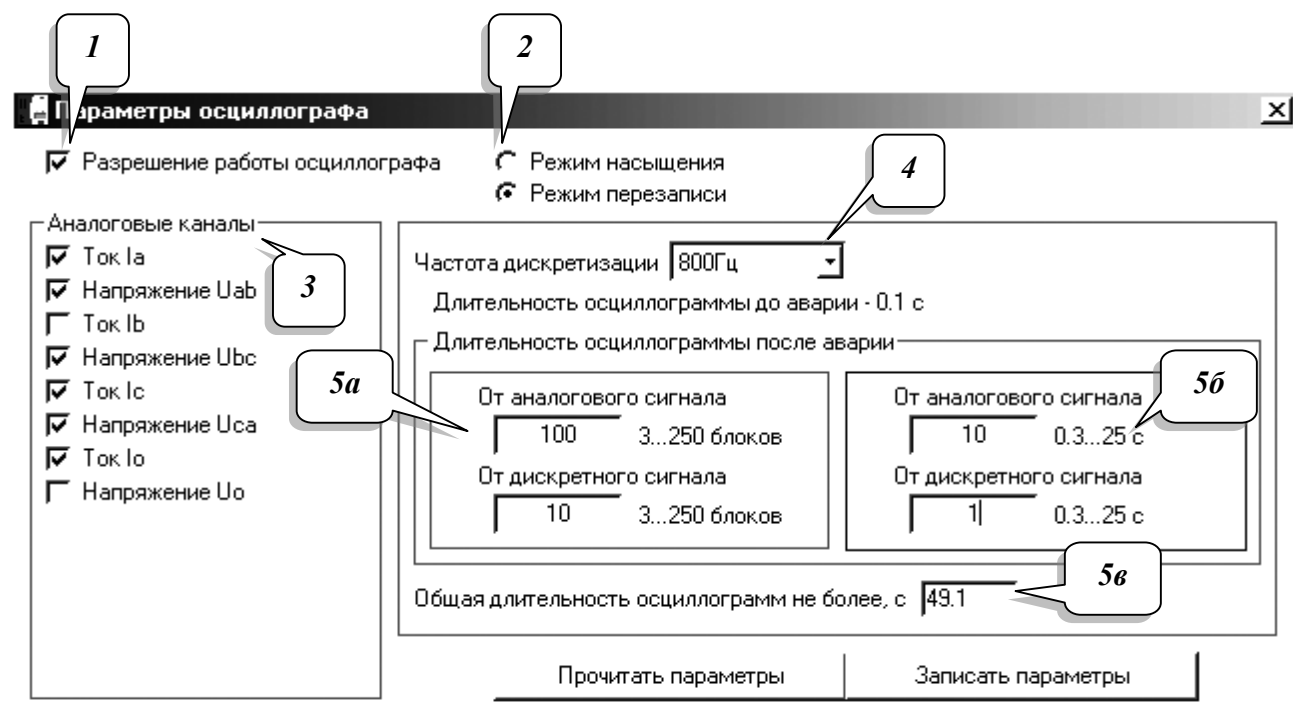 1
2
Параметры осциллографа
Разрешение работы осциллографа
Режим насыщения
Режим перезаписи
4
Аналоговые каналы
Ток Ia
Напряжение Uab
Ток Ib
Напряжение Ubc
Ток Ic
Напряжение Uca
Ток Io
Напряжение Uo
3
Частота дискретизации 800Гц
Длительность осциллограммы до аварии - 0.1 с
Длительность осциллограммы после аварии
5а
От аналогового сигнала
100 3...250 блоков
От дискретного сигнала
10 3...250 блоков
5б
От аналогового сигнала
10 0.3...25 с
От дискретного сигнала
1 0.3...25 с
5в
Общая длительность осциллограмм не более, с 49.1
Прочитать параметры
Записать параметры